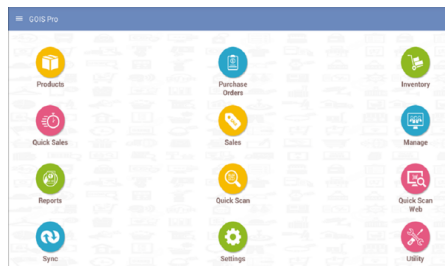 GOIS Pro
Products
Purchase
Orders
Inventory
Quick Sales
Sales
Manage
Reports
Quick Scan
Quick Scan
Web
Sync
Settings
Utility